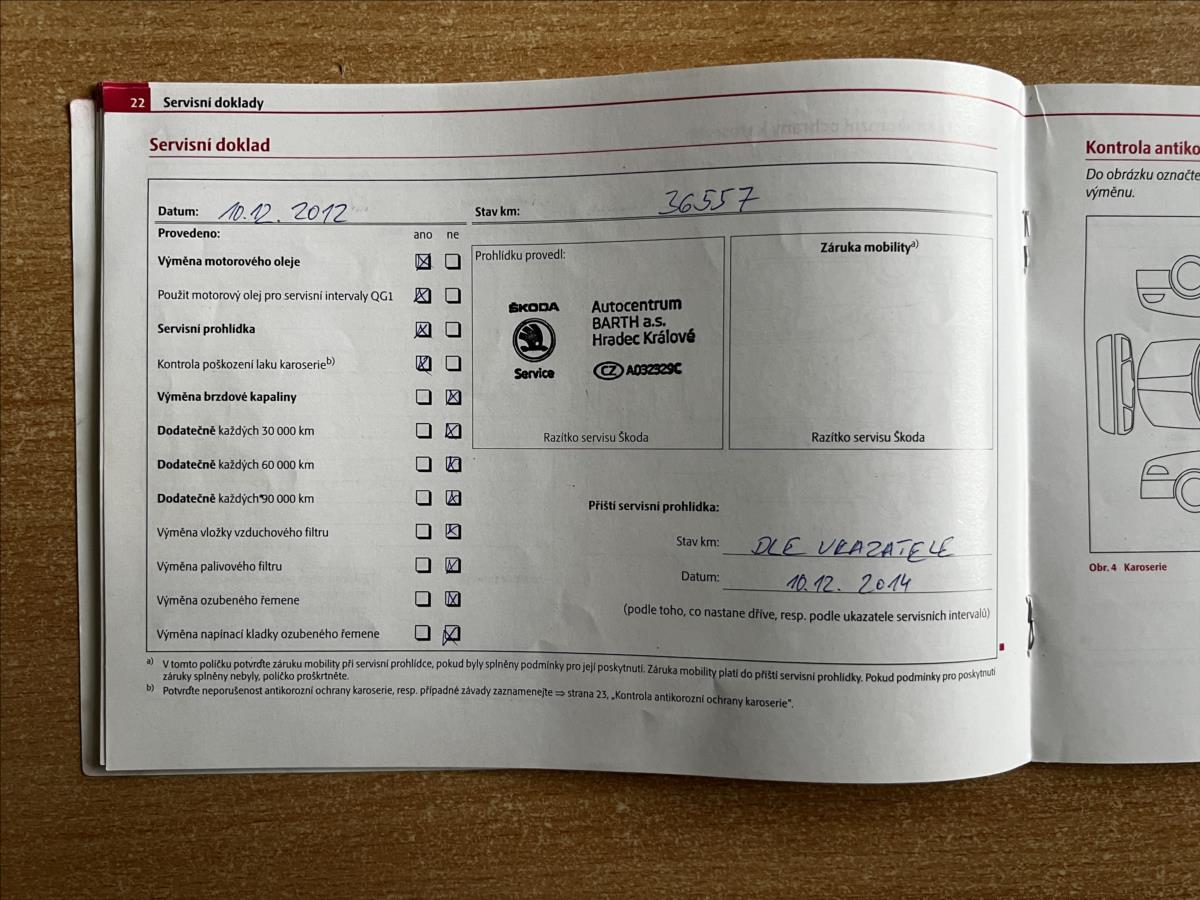 22 Servisní doklady
Servisní doklad
Datum: 10.12. 2012
Stav km: 36557
Provedeno: ano ne
Výměna motorového oleje
Použit motorový olej pro servisní intervaly QG1
Servisní prohlídka
Kontrola poškození laku karoserie b)
Výměna brzdové kapaliny
Dodatečně každých 30 000 km
Dodatečně každých 60 000 km
Dodatečně každých 90 000 km
Výměna vložky vzduchového filtru
Výměna palivového filtru
Výměna ozubeného řemene
Výměna napínací kladky ozubeného řemene
Prohlídku provedl:
ŠKODA
Service
Autocentrum
BARTH a.s.
Hradec Králové
CZ A032329C
Razítko servisu Škoda
Záruka mobility a)
Razítko servisu Škoda
Příští servisní prohlídka:
Stav km: DLE UKAZATELE
Datum: 10.12. 2014
(podle toho, co nastane dříve, resp. podle ukazatele servisních intervalů)
a) V tomto políčku potvrďte záruku mobility při servisní prohlídce, pokud byly splněny podmínky pro její poskytnutí. Záruka mobility platí do příští servisní prohlídky. Pokud podmínky pro poskytnutí
záruky splněny nebyly, políčko proškrtněte.
b) Potvrďte neporušenost antikorozní ochrany karoserie, resp. případné závady zaznamenejte ⇒ strana 23, „Kontrola antikorozní ochrany karoserie".
Kontrola antiko
Do obrázku označte
výměnu.
Obr. 4 Karoserie